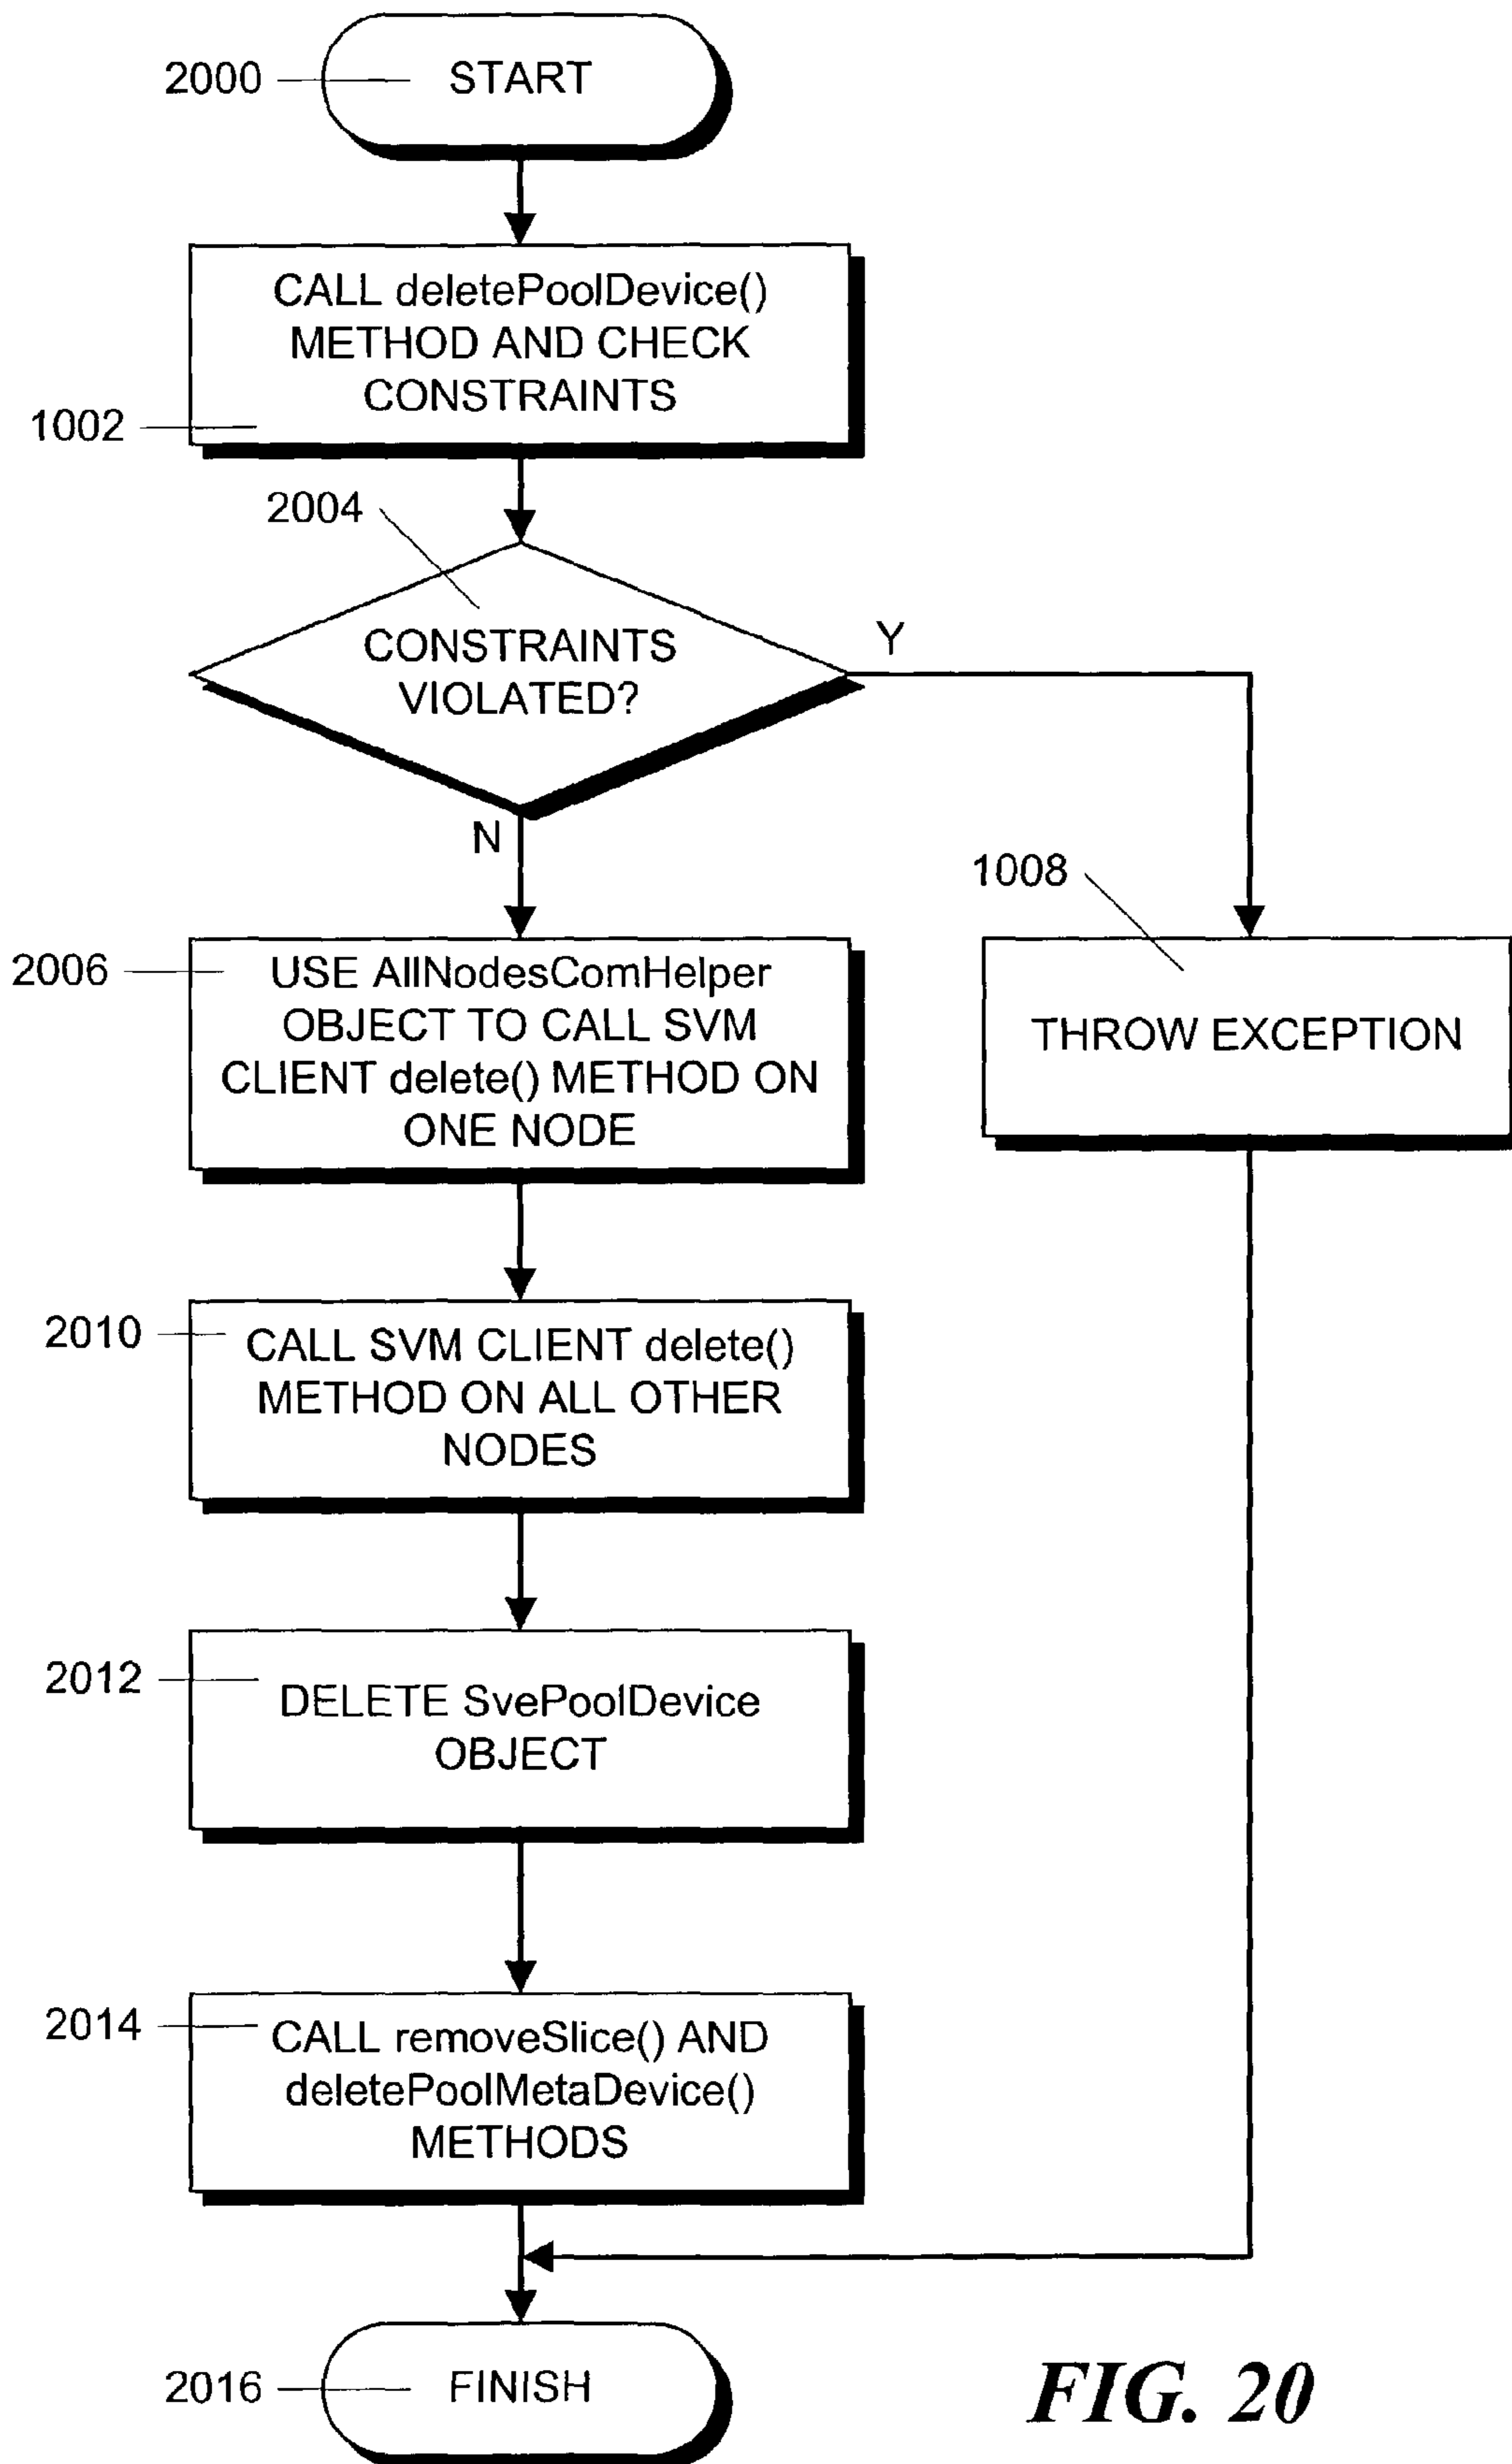 2000
START
CALL deletePoolDevice()
METHOD AND CHECK
CONSTRAINTS
1002
2004
CONSTRAINTS
VIOLATED?
Y
N
1008
THROW EXCEPTION
2006
USE AllNodesComHelper
OBJECT TO CALL SVM
CLIENT delete() METHOD ON
ONE NODE
2010
CALL SVM CLIENT delete()
METHOD ON ALL OTHER
NODES
2012
DELETE SvePoolDevice
OBJECT
2014
CALL removeSlice() AND
deletePoolMetaDevice()
METHODS
2016
FINISH
FIG. 20